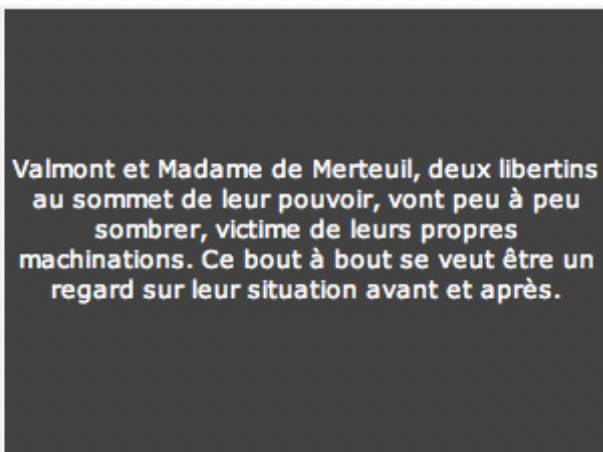 Valmont et Madame de Merteuil, deux libertins
au sommet de leur pouvoir, vont peu à peu
sombrer, victime de leurs propres
machinations. Ce bout à bout se veut être un
regard sur leur situation avant et après.